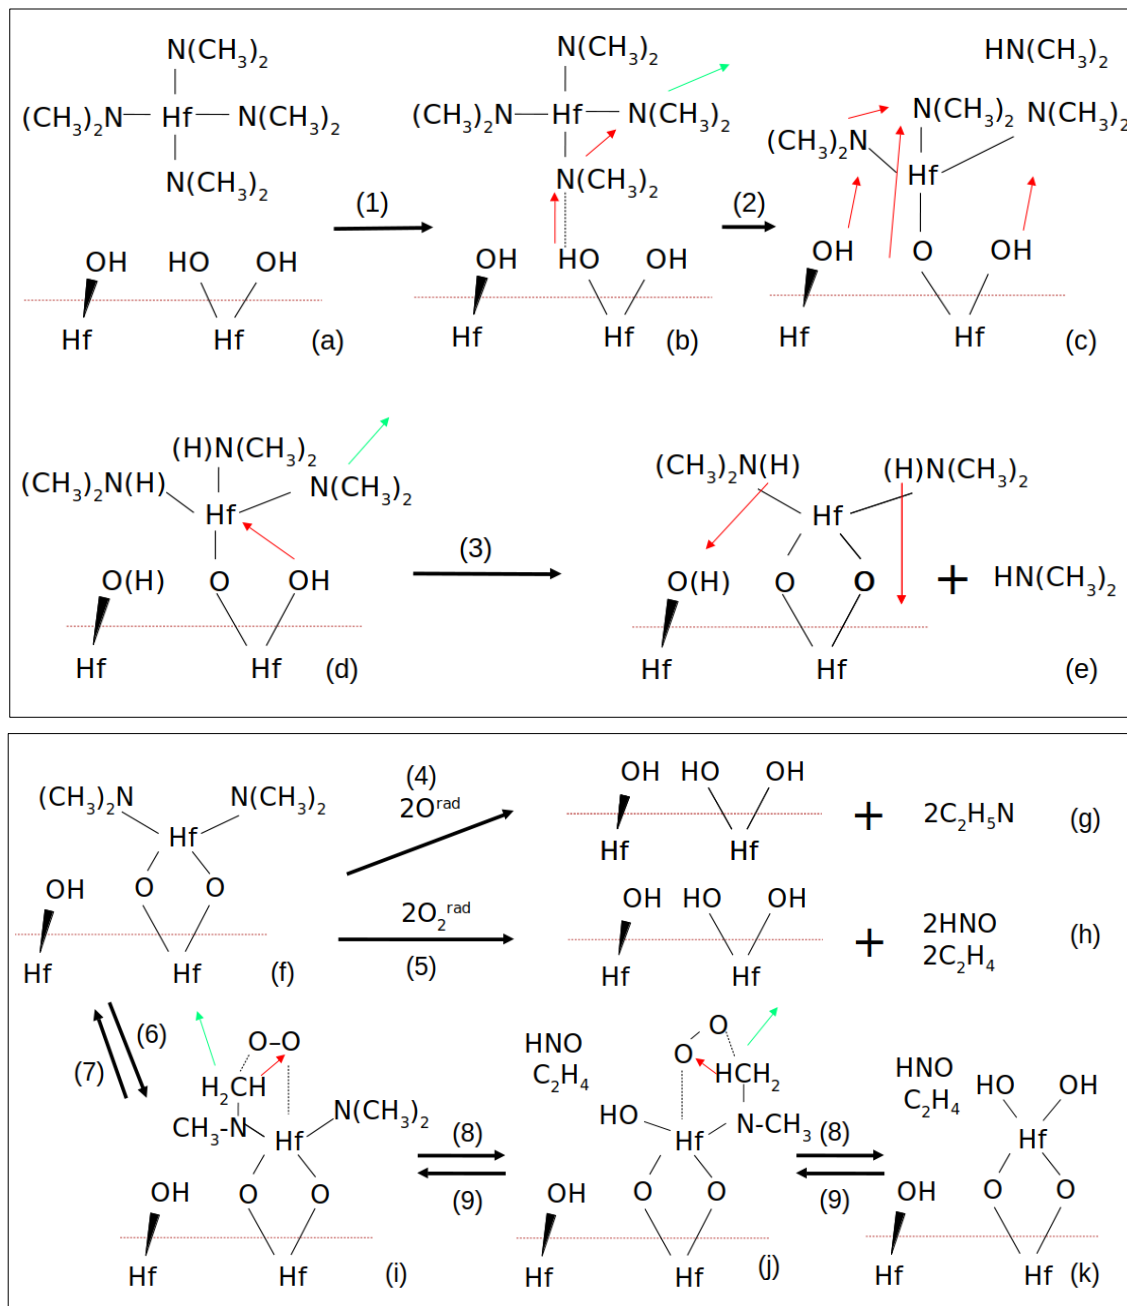 N(CH₃)₂
(CH₃)₂N Hf N(CH₃)₂
N(CH₃)₂
OH HO OH
Hf Hf (a)
(1)
N(CH₃)₂
(CH₃)₂N Hf N(CH₃)₂
N(CH₃)₂
OH HO OH
Hf Hf (b)
(2)
HN(CH₃)₂
N(CH₃)₂ N(CH₃)₂
(CH₃)₂N
Hf
OH O OH
Hf Hf (c)
(H)N(CH₃)₂
(CH₃)₂N(H) N(CH₃)₂
Hf
O(H) O OH
Hf Hf (d)
(3)
(CH₃)₂N(H) (H)N(CH₃)₂
Hf
O(H) O O + HN(CH₃)₂
Hf Hf (e)
(CH₃)₂N N(CH₃)₂
Hf
OH O O
Hf Hf (f)
(4)
2Oʳᵃᵈ
OH HO OH
Hf Hf + 2C₂H₅N (g)
2O₂ʳᵃᵈ
(5)
OH HO OH
Hf Hf + 2HNO
2C₂H₄ (h)
(6)
(7)
O–O
H₂CH
CH₃-N Hf N(CH₃)₂
OH O O
Hf Hf (i)
(8)
(9)
HNO
C₂H₄
O
O
HCH₂
HO Hf N-CH₃
OH O O
Hf Hf (j)
(8)
(9)
HNO
C₂H₄
HO OH
Hf
OH O O
Hf Hf (k)